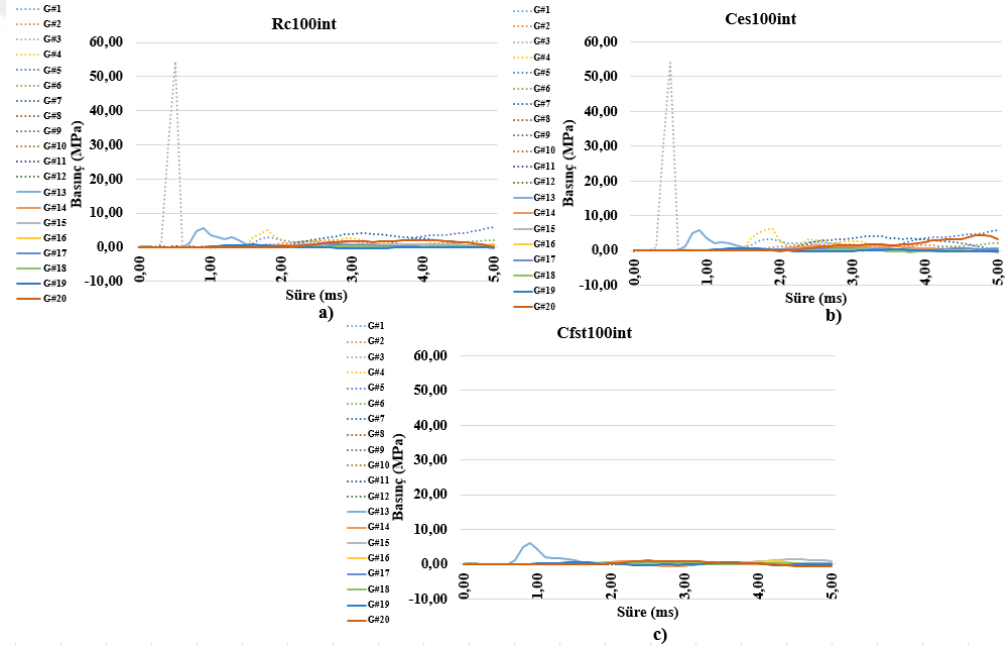 Rc100int
G#1
G#2
G#3
G#4
G#5
G#6
G#7
G#8
G#9
G#10
G#11
G#12
G#13
G#14
G#15
G#16
G#17
G#18
G#19
G#20
Basınç (MPa)
60,00
50,00
40,00
30,00
20,00
10,00
0,00
-10,00
0,00
1,00
2,00
3,00
4,00
5,00
Süre (ms)
a)
Ces100int
G#1
G#2
G#3
G#4
G#5
G#6
G#7
G#8
G#9
G#10
G#11
G#12
G#13
G#14
G#15
G#16
G#17
G#18
G#19
G#20
Basınç (MPa)
60,00
50,00
40,00
30,00
20,00
10,00
0,00
-10,00
0,00
1,00
2,00
3,00
4,00
5,00
Süre (ms)
b)
Cfst100int
G#1
G#2
G#3
G#4
G#5
G#6
G#7
G#8
G#9
G#10
G#11
G#12
G#13
G#14
G#15
G#16
G#17
G#18
G#19
G#20
Basınç (MPa)
60,00
50,00
40,00
30,00
20,00
10,00
0,00
-10,00
0,00
1,00
2,00
3,00
4,00
5,00
Süre (ms)
c)